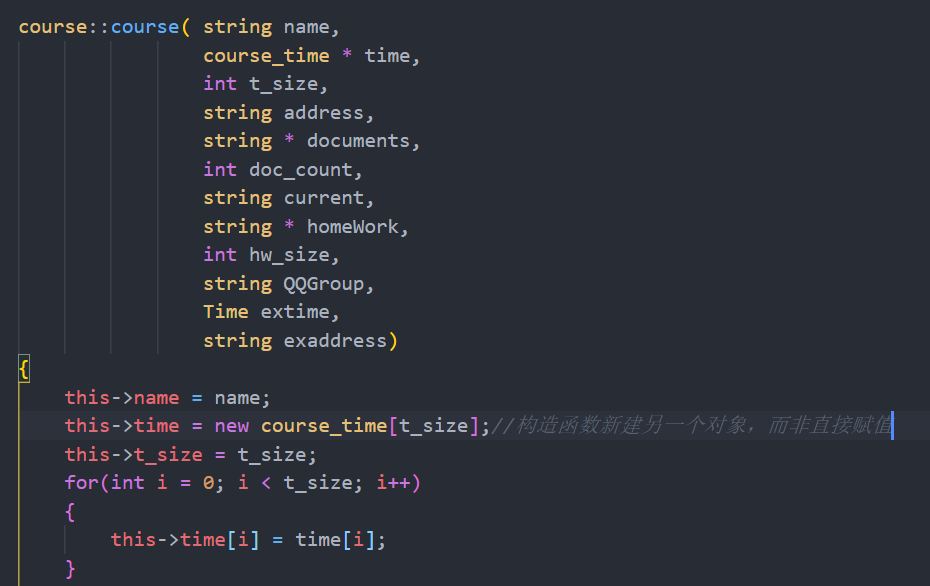 course::course( string name,
course_time * time,
int t_size,
string address,
string * documents,
int doc_count,
string current,
string * homeWork,
int hw_size,
string QQGroup,
Time extime,
string exaddress)
{
this->name = name;
this->time = new course_time[t_size];//构造函数新建另一个对象，而非直接赋值
this->t_size = t_size;
for(int i = 0; i < t_size; i++)
{
this->time[i] = time[i];
}